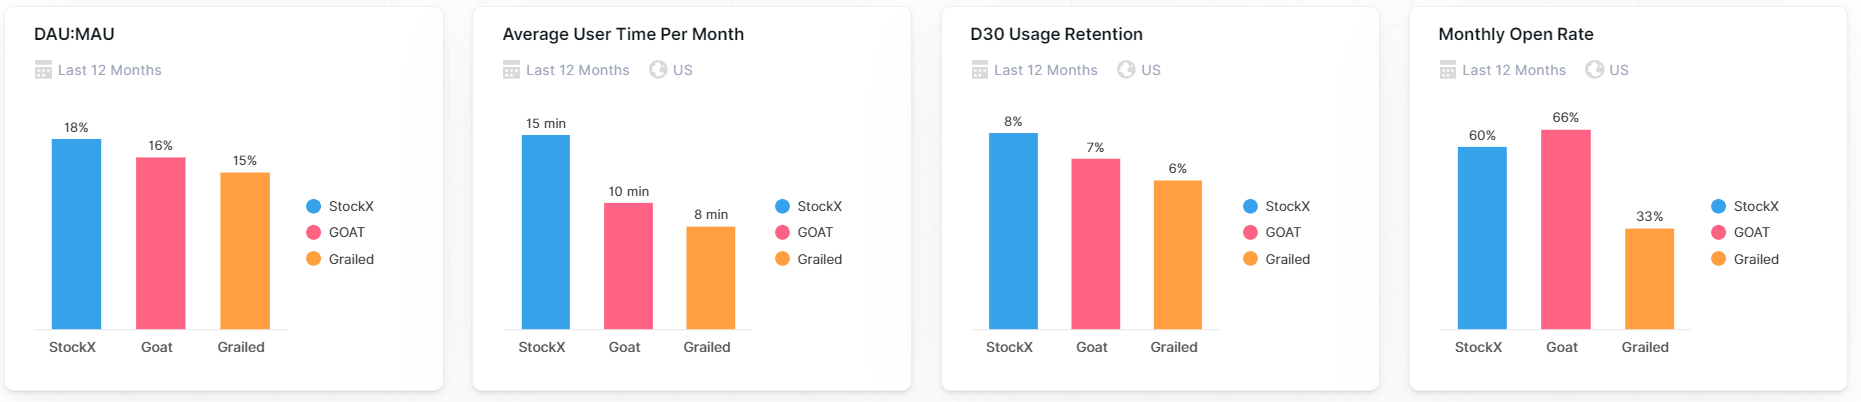 DAU:MAU
Last 12 Months
18%
16%
15%
StockX
GOAT
Grailed
StockX
Goat
Grailed
Average User Time Per Month
Last 12 Months
US
15 min
10 min
8 min
StockX
GOAT
Grailed
StockX
Goat
Grailed
D30 Usage Retention
Last 12 Months
US
8%
7%
6%
StockX
GOAT
Grailed
StockX
Goat
Grailed
Monthly Open Rate
Last 12 Months
US
60%
66%
33%
StockX
GOAT
Grailed
StockX
Goat
Grailed